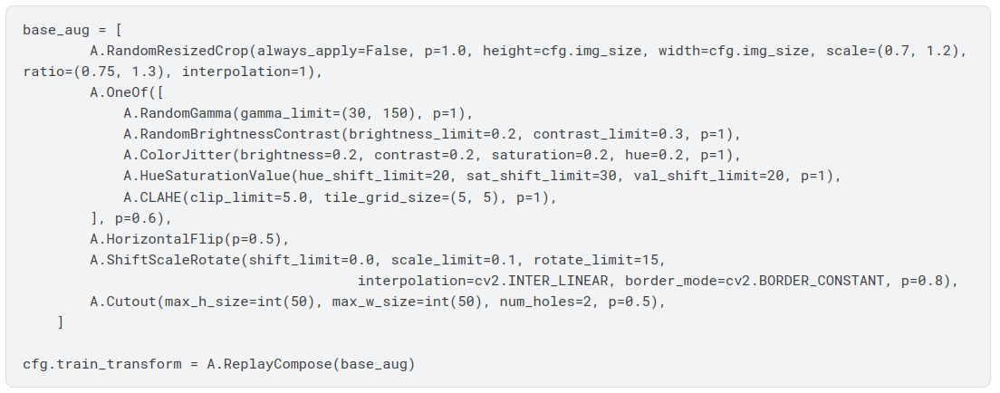 base_aug = [
        A.RandomResizedCrop(always_apply=False, p=1.0, height=cfg.img_size, width=cfg.img_size, scale=(0.7, 1.2),
ratio=(0.75, 1.3), interpolation=1),
        A.OneOf([
            A.RandomGamma(gamma_limit=(30, 150), p=1),
            A.RandomBrightnessContrast(brightness_limit=0.2, contrast_limit=0.3, p=1),
            A.ColorJitter(brightness=0.2, contrast=0.2, saturation=0.2, hue=0.2, p=1),
            A.HueSaturationValue(hue_shift_limit=20, sat_shift_limit=30, val_shift_limit=20, p=1),
            A.CLAHE(clip_limit=5.0, tile_grid_size=(5, 5), p=1),
        ], p=0.6),
        A.HorizontalFlip(p=0.5),
        A.ShiftScaleRotate(shift_limit=0.0, scale_limit=0.1, rotate_limit=15,
                                        interpolation=cv2.INTER_LINEAR, border_mode=cv2.BORDER_CONSTANT, p=0.8),
        A.Cutout(max_h_size=int(50), max_w_size=int(50), num_holes=2, p=0.5),
    ]

cfg.train_transform = A.ReplayCompose(base_aug)